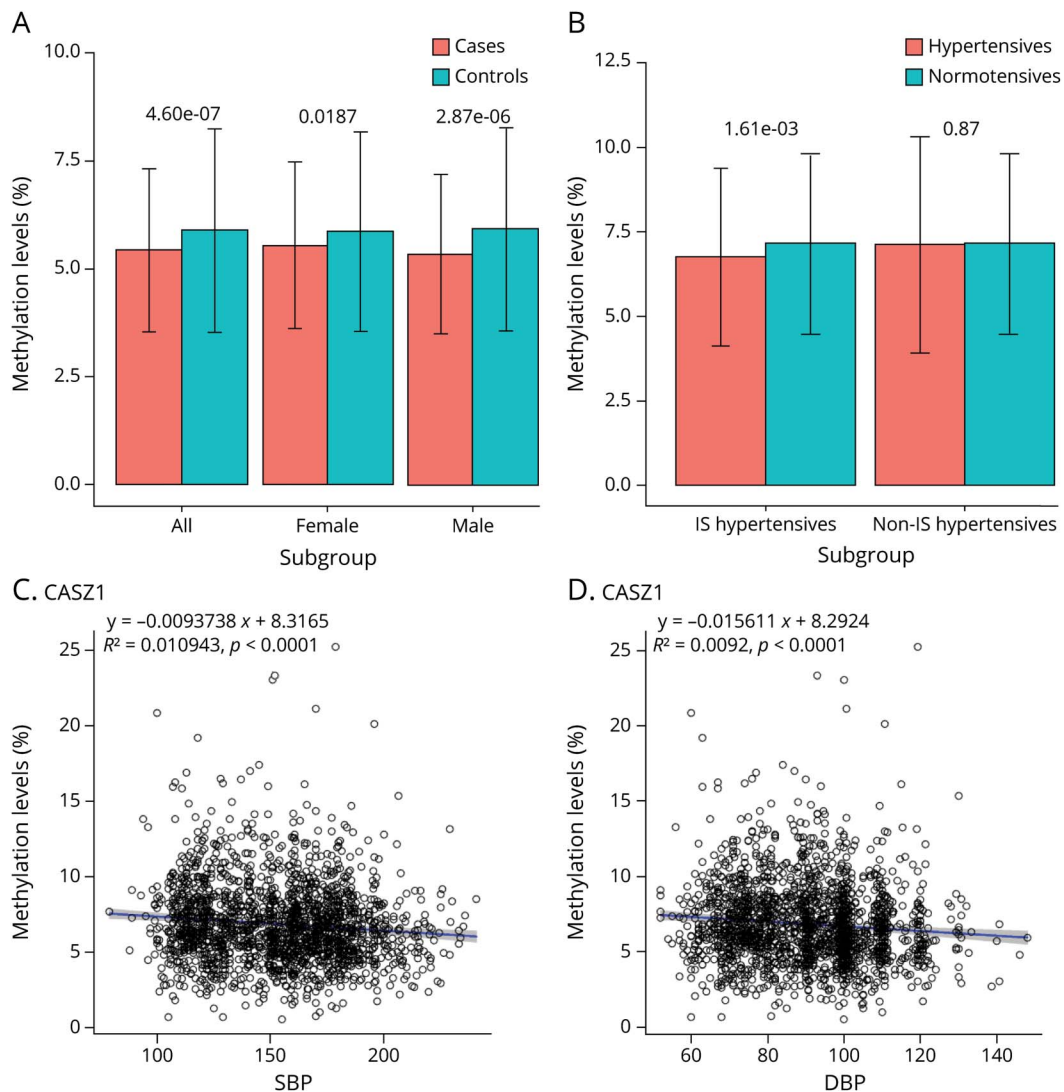 A
Cases
Controls
10.0
7.5
5.0
2.5
0.0
Methylation levels (%)
4.60e-07
0.0187
2.87e-06
All
Female
Male
Subgroup
B
Hypertensives
Normotensives
12.5
10.0
7.5
5.0
2.5
0.0
Methylation levels (%)
1.61e-03
0.87
IS hypertensives
Non-IS hypertensives
Subgroup
C. CASZ1
y = –0.0093738 x + 8.3165
R² = 0.010943, p < 0.0001
25
20
15
10
5
0
Methylation levels (%)
100
150
200
SBP
D. CASZ1
y = –0.015611 x + 8.2924
R² = 0.0092, p < 0.0001
25
20
15
10
5
0
Methylation levels (%)
60
80
100
120
140
DBP